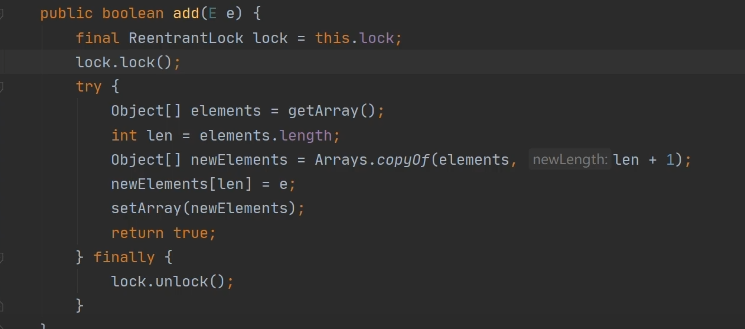 public boolean add(E e) {
    final ReentrantLock lock = this.lock;
    lock.lock();
    try {
        Object[] elements = getArray();
        int len = elements.length;
        Object[] newElements = Arrays.copyOf(elements, newLength: len + 1);
        newElements[len] = e;
        setArray(newElements);
        return true;
    } finally {
        lock.unlock();
    }
}